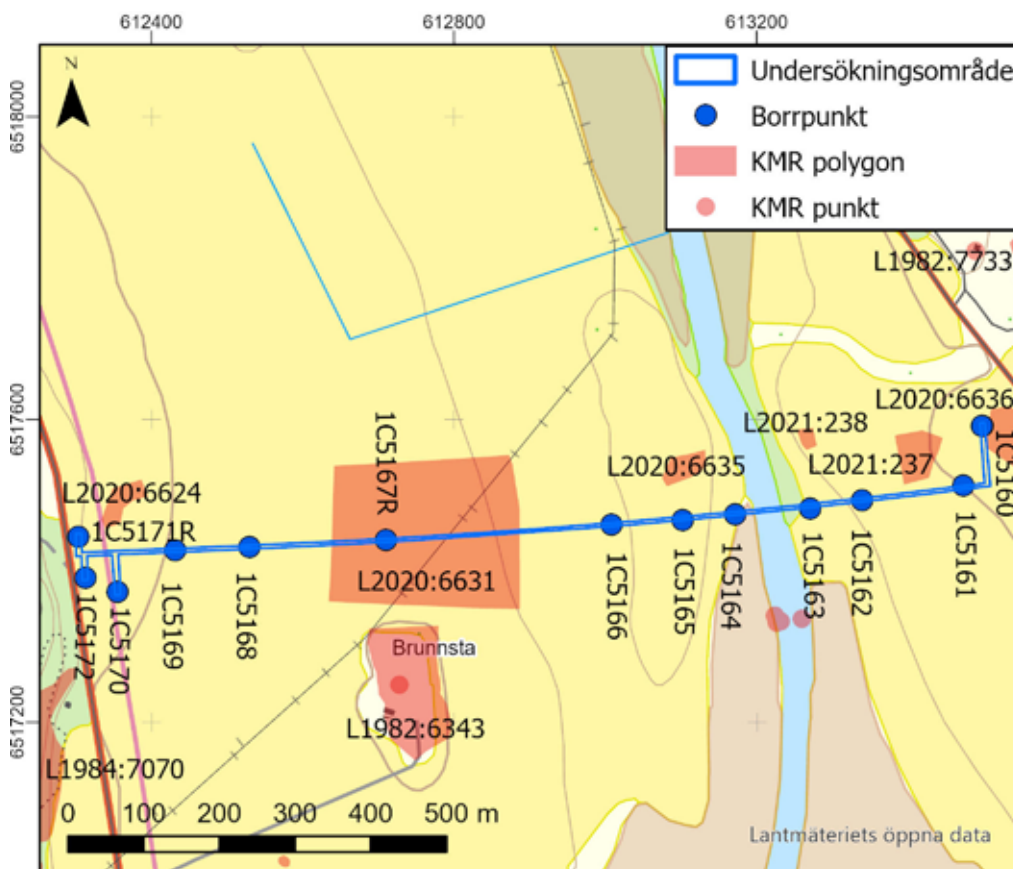 612400
612800
613200
N
6518000
Undersökningsområde
Borrpunkt
KMR polygon
KMR punkt
L1982:7733
6517600
L2020:6636
L2021:238
1C5167R
1C5160
L2020:6635
L2021:237
L2020:6624
1C5171R
L2020:6631
1C5172
1C5170
1C5169
1C5168
1C5166
1C5165
1C5164
1C5163
1C5162
1C5161
Brunnsta
6517200
L1982:6343
L1984:7070
0 100 200 300 400 500 m
Lantmäteriets öppna data